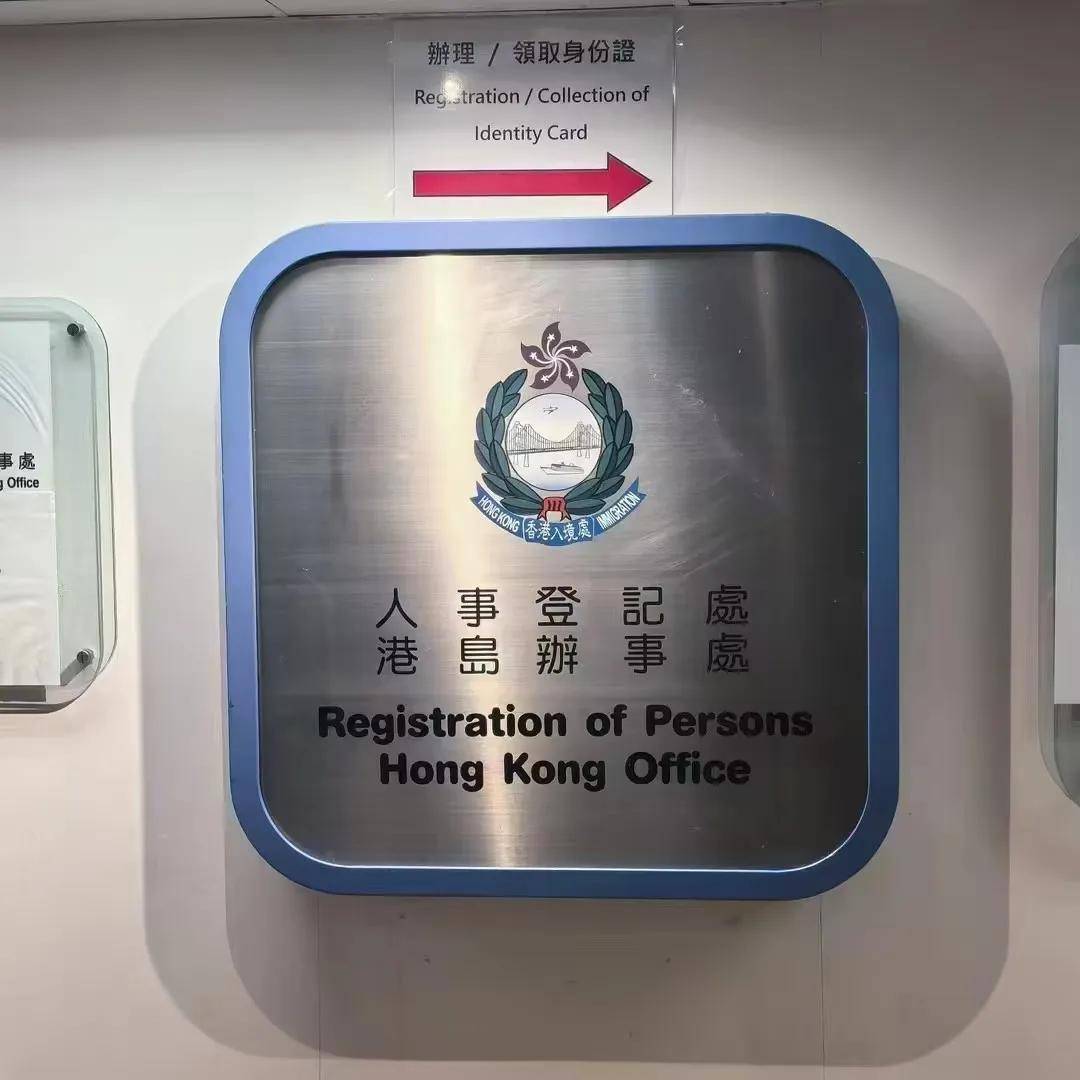 辦理 / 領取身份證
Registration / Collection of
Identity Card
事處
g Office
HONG KONG 香港入境處 IMMIGRATION
人事登記處
港島辦事處
Registration of Persons
Hong Kong Office